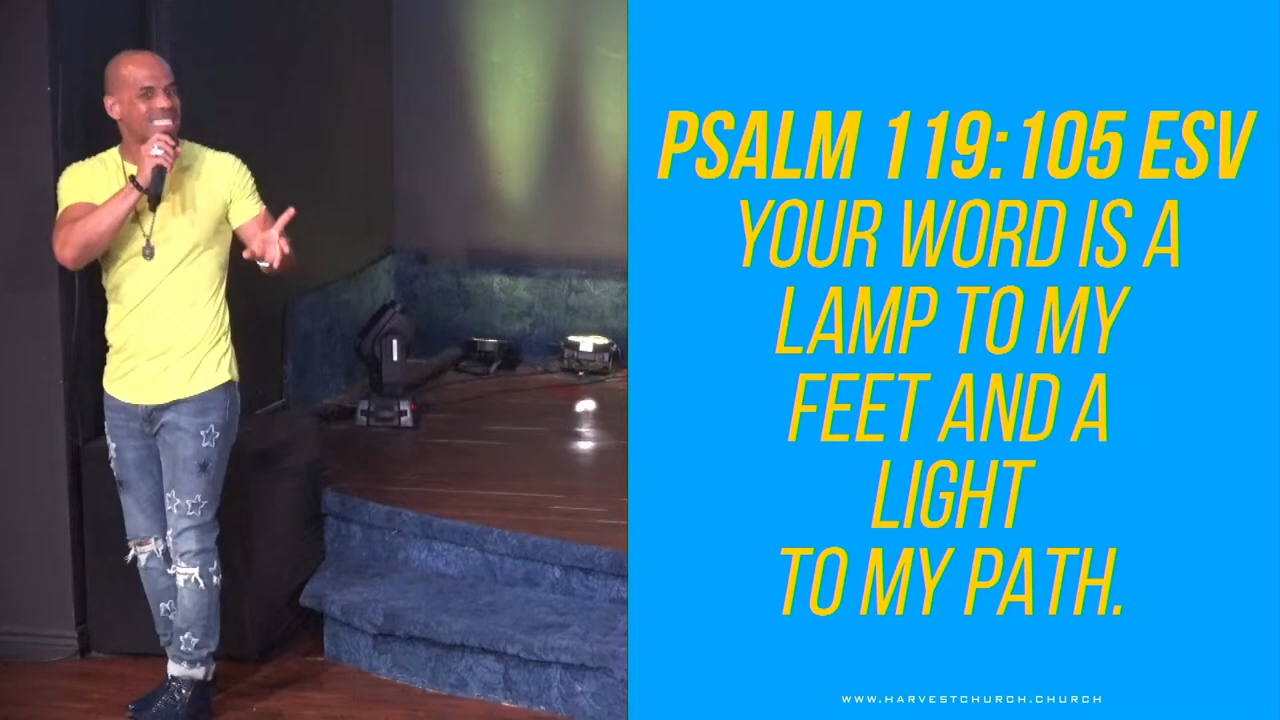 PSALM 119:105 ESV
YOUR WORD IS A
LAMP TO MY
FEET AND A
LIGHT
TO MY PATH.
WWW.HARVESTCHURCH.CHURCH